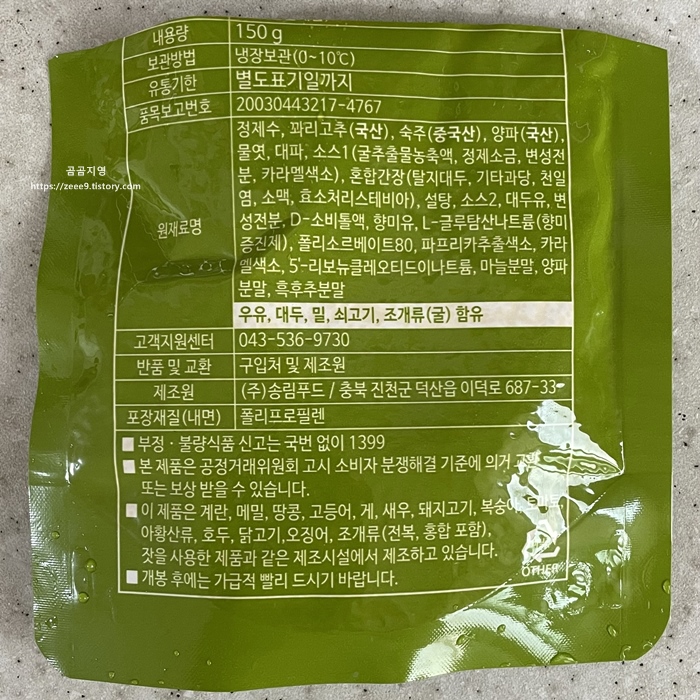 내용량 150 g
보관방법 냉장보관(0~10℃)
유통기한 별도표기일까지
품목보고번호 20030443217-4767
정제수, 꽈리고추(국산), 숙주(중국산), 양파(국산),
물엿, 대파, 소스1(굴추출물농축액, 정제소금, 변성전
분, 카라멜색소), 혼합간장(탈지대두, 기타과당, 천일
염, 소맥, 효소처리스테비아), 설탕, 소스2, 대두유, 변
원재료명 성전분, D-소비톨액, 향미유, L-글루탐산나트륨(향미
증진제), 폴리소르베이트80, 파프리카추출색소, 카라
멜색소, 5'-리보뉴클레오티드이나트륨, 마늘분말, 양파
분말, 흑후추분말
우유, 대두, 밀, 쇠고기, 조개류(굴) 함유
고객지원센터 043-536-9730
반품 및 교환 구입처 및 제조원
제조원 (주)송림푸드 / 충북 진천군 덕산읍 이덕로 687-33
포장재질(내면) 폴리프로필렌
■ 부정·불량식품 신고는 국번 없이 1399
■ 본 제품은 공정거래위원회 고시 소비자 분쟁해결 기준에 의거
또는 보상 받을 수 있습니다.
■ 이 제품은 계란, 메밀, 땅콩, 고등어, 게, 새우, 돼지고기, 복숭아, 토마토,
아황산류, 호두, 닭고기, 오징어, 조개류(전복, 홍합 포함),
잣을 사용한 제품과 같은 제조시설에서 제조하고 있습니다.
■ 개봉 후에는 가급적 빨리 드시기 바랍니다.
OTHER
곰곰지영
https://zeee9.tistory.com